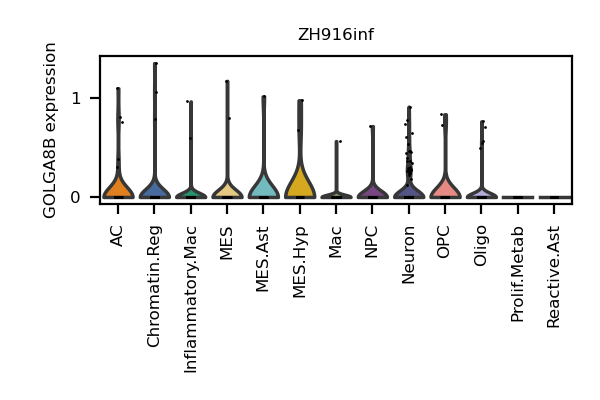 ZH916inf
GOLGA8B expression
1
0
AC
Chromatin.Reg
Inflammatory.Mac
MES
MES.Ast
MES.Hyp
Mac
NPC
Neuron
OPC
Oligo
Prolif.Metab
Reactive.Ast